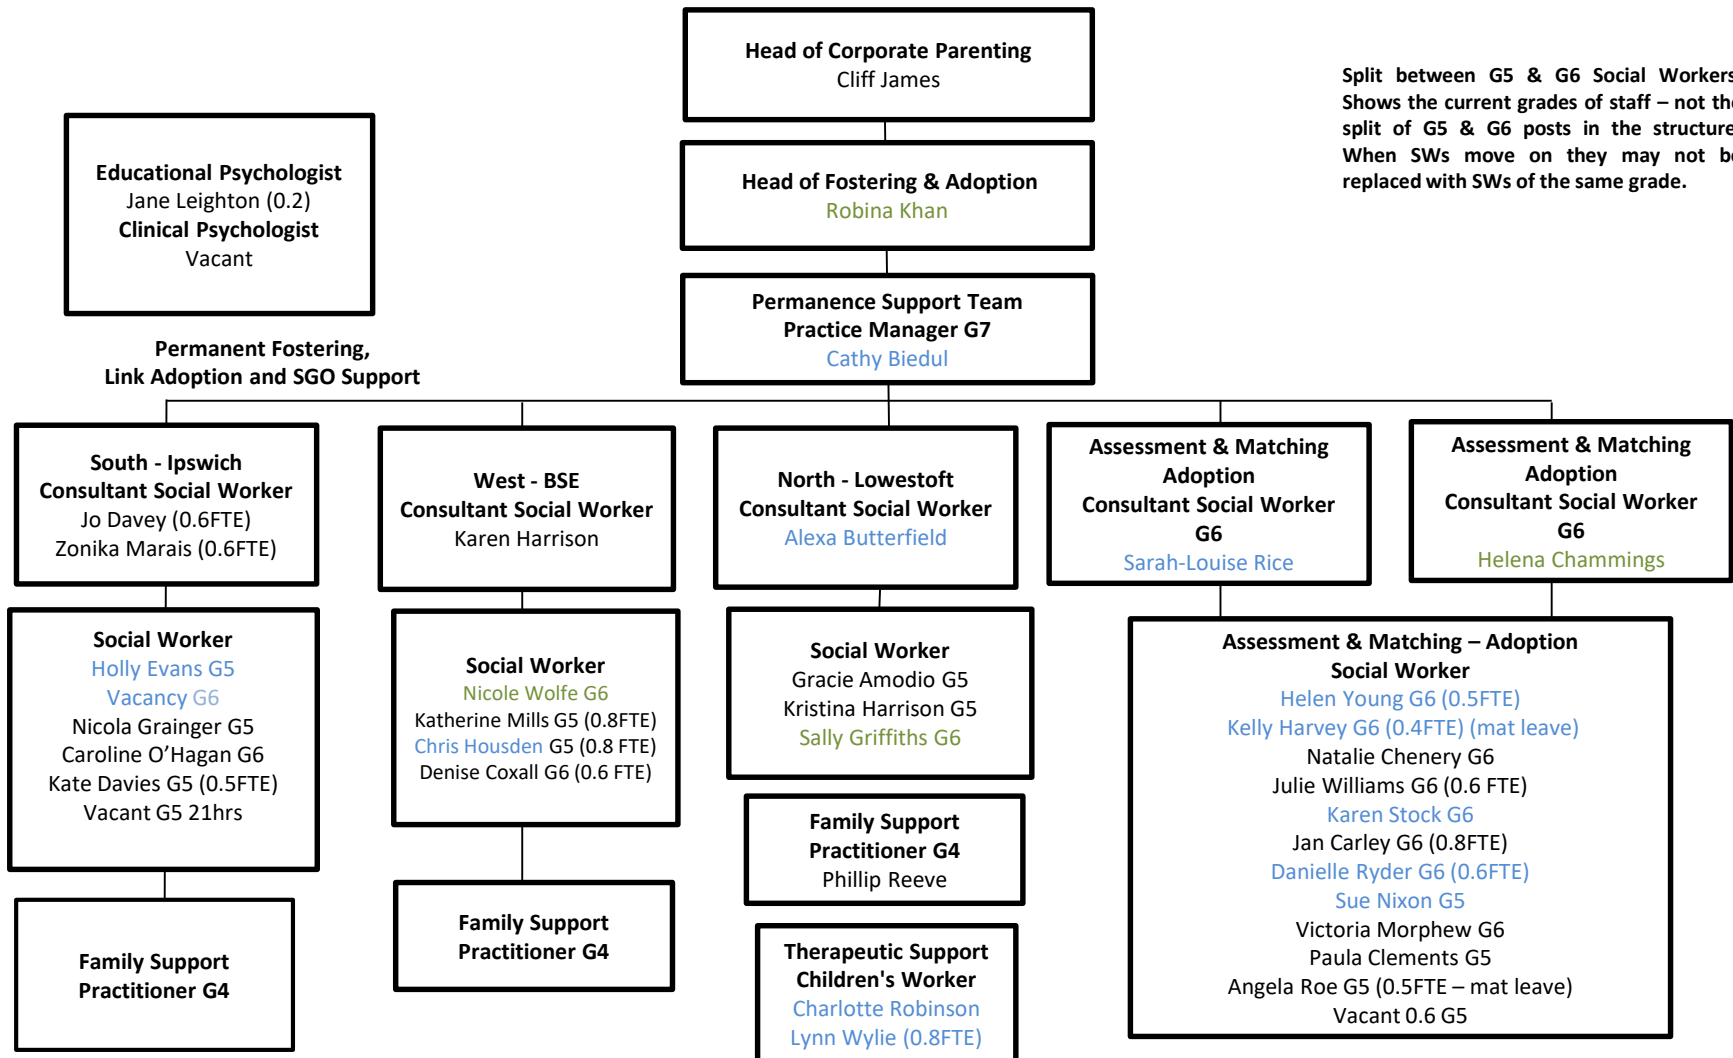 Head of Corporate Parenting
Cliff James
Split between G5 & G6 Social Workers
Shows the current grades of staff – not the
split of G5 & G6 posts in the structure
When SWs move on they may not be
replaced with SWs of the same grade.
Educational Psychologist
Jane Leighton (0.2)
Clinical Psychologist
Vacant
Head of Fostering & Adoption
Robina Khan
Permanence Support Team
Practice Manager G7
Cathy Biedul
Permanent Fostering,
Link Adoption and SGO Support
South - Ipswich
Consultant Social Worker
Jo Davey (0.6FTE)
Zonika Marais (0.6FTE)
West - BSE
Consultant Social Worker
Karen Harrison
North - Lowestoft
Consultant Social Worker
Alexa Butterfield
Assessment & Matching
Adoption
Consultant Social Worker
G6
Sarah-Louise Rice
Assessment & Matching
Adoption
Consultant Social Worker
G6
Helena Chammings
Social Worker
Holly Evans G5
Vacancy G6
Nicola Grainger G5
Caroline O’Hagan G6
Kate Davies G5 (0.5FTE)
Vacant G5 21hrs
Social Worker
Nicole Wolfe G6
Katherine Mills G5 (0.8FTE)
Chris Housden G5 (0.8 FTE)
Denise Coxall G6 (0.6 FTE)
Social Worker
Gracie Amodio G5
Kristina Harrison G5
Sally Griffiths G6
Assessment & Matching – Adoption
Social Worker
Helen Young G6 (0.5FTE)
Kelly Harvey G6 (0.4FTE) (mat leave)
Natalie Chenery G6
Julie Williams G6 (0.6 FTE)
Karen Stock G6
Jan Carley G6 (0.8FTE)
Danielle Ryder G6 (0.6FTE)
Sue Nixon G5
Victoria Morphew G6
Paula Clements G5
Angela Roe G5 (0.5FTE – mat leave)
Vacant 0.6 G5
Family Support
Practitioner G4
Family Support
Practitioner G4
Family Support
Practitioner G4
Phillip Reeve
Therapeutic Support
Children's Worker
Charlotte Robinson
Lynn Wylie (0.8FTE)